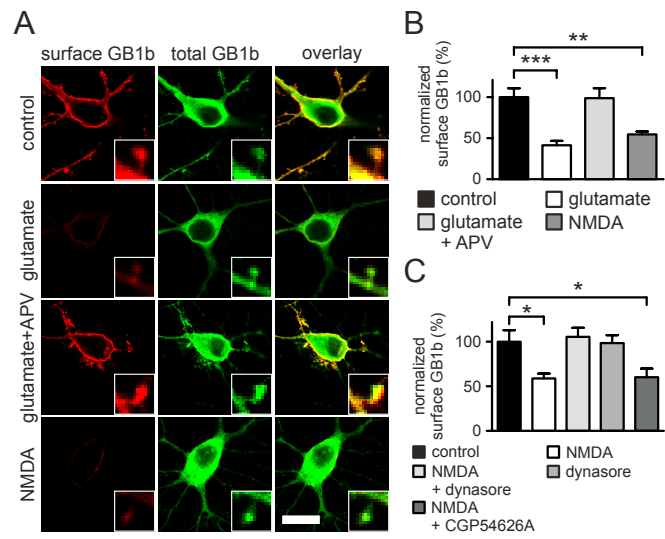 A
surface GB1b total GB1b overlay
control
glutamate
glutamate+APV
NMDA
B
normalized
surface GB1b (%)
100
50
0
***
**
control
glutamate
glutamate
+ APV
NMDA
C
normalized
surface GB1b (%)
100
50
0
*
*
control
NMDA
NMDA
+ dynasore
dynasore
NMDA
+ CGP54626A